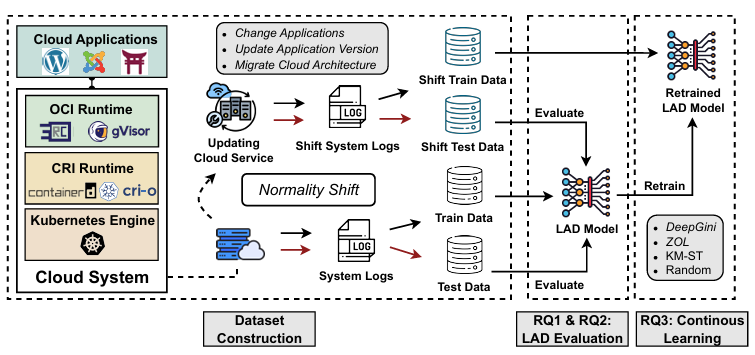 Cloud Applications
OCI Runtime
gVisor
CRI Runtime
container
cri-o
Kubernetes Engine
Cloud System
Change Applications
Update Application Version
Migrate Cloud Architecture
Updating
Cloud Service
LOG
Shift System Logs
Shift Train Data
Shift Test Data
Normality Shift
LOG
System Logs
Train Data
Test Data
Evaluate
LAD Model
Evaluate
Retrained
LAD Model
Retrain
DeepGini
ZOL
KM-ST
Random
Dataset
Construction
RQ1 & RQ2:
LAD Evaluation
RQ3: Continous
Learning